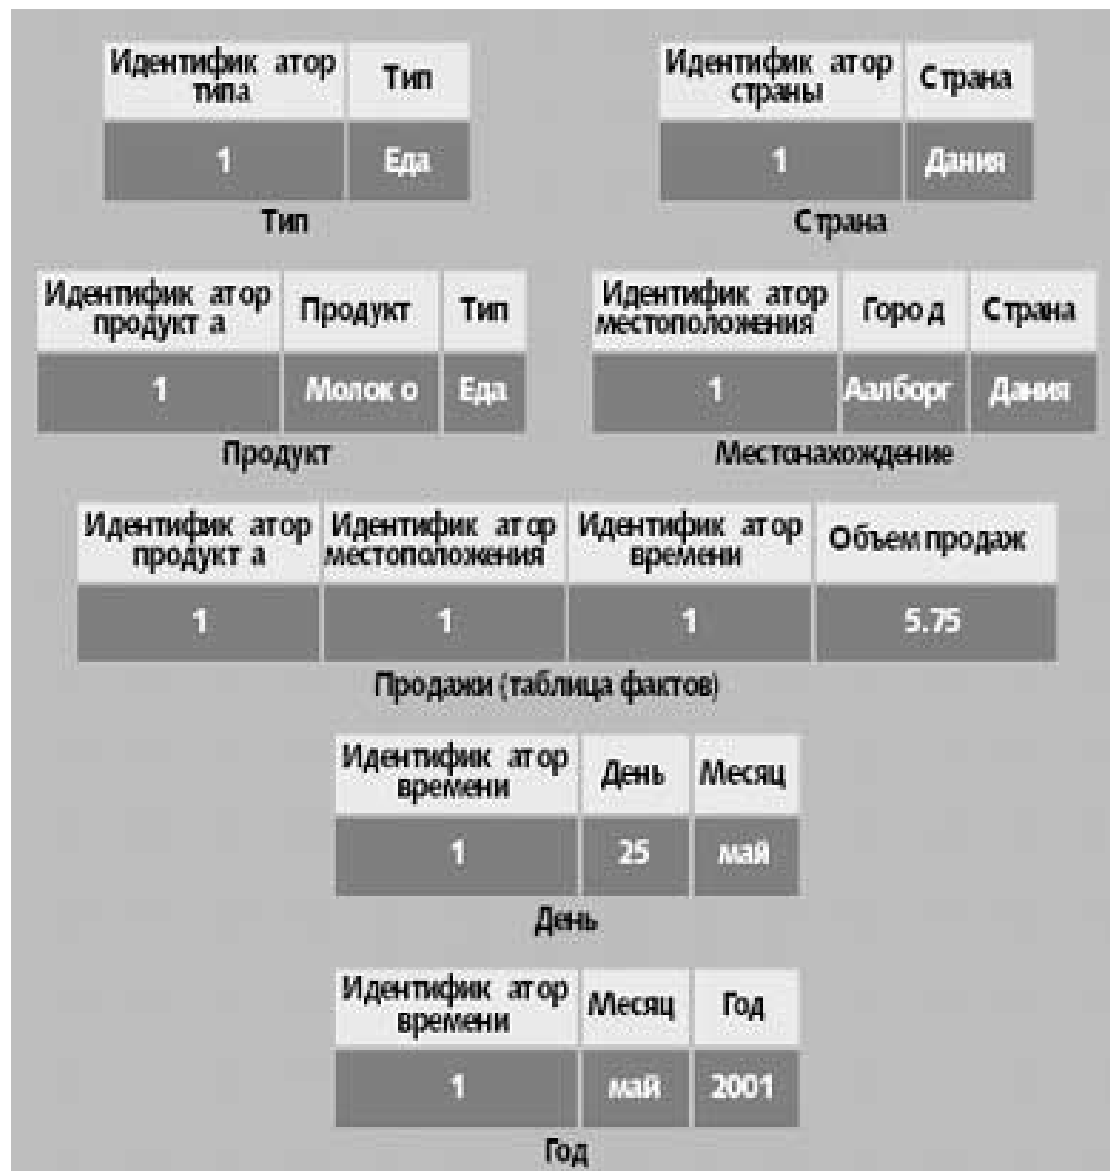 Идентифик атор типа
Тип
1
Еда
Тип
Идентифик атор страны
Страна
1
Дания
Страна
Идентифик атор продукт а
Продукт
Тип
1
Молок о
Еда
Продукт
Идентифик атор местоположения
Горо д
Страна
1
Аалборг
Дания
Местонахождение
Идентифик атор продукт а
Идентифик атор местоположения
Идентифик атор времени
Объем продаж
1
1
1
5.75
Продажи (таблица фактов)
Идентифик атор времени
День
Месяц
1
25
май
День
Идентифик атор времени
Месяц
Год
1
май
2001
Год